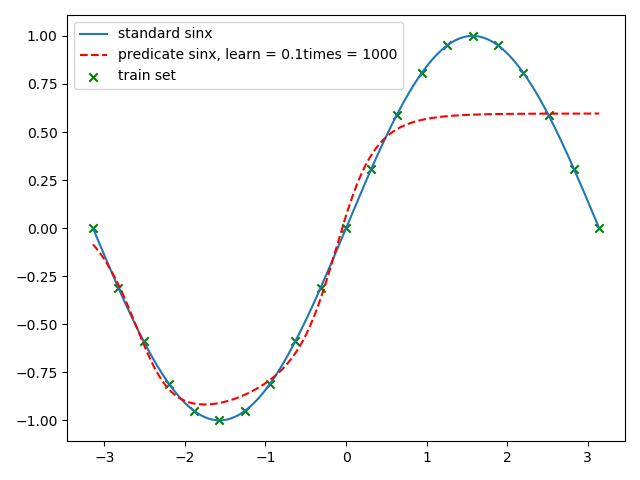 standard sinx
predicate sinx, learn = 0.1times = 1000
train set
1.00
0.75
0.50
0.25
0.00
−0.25
−0.50
−0.75
−1.00
−3 −2 −1 0 1 2 3